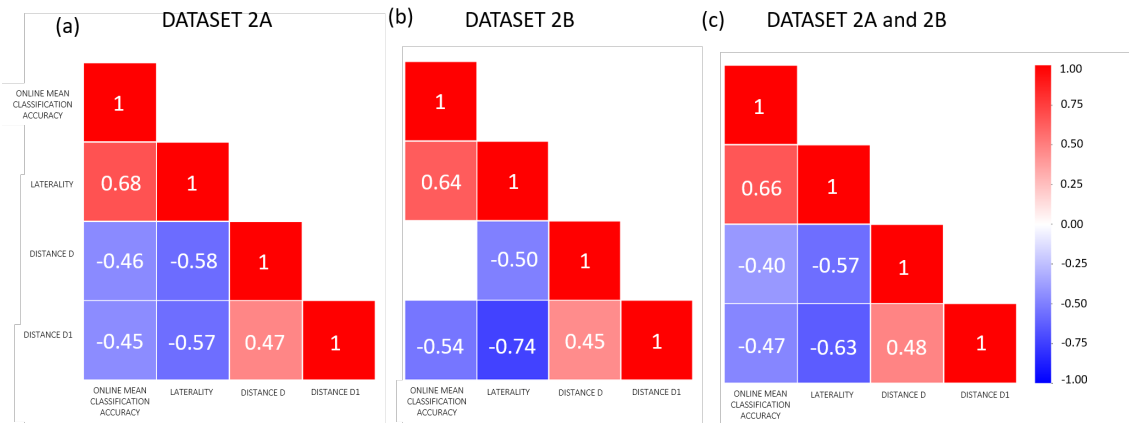 (a) DATASET 2A
(b) DATASET 2B
(c) DATASET 2A and 2B
ONLINE MEAN
CLASSIFICATION
ACCURACY
1
LATERALITY
0.68 1
DISTANCE D
-0.46 -0.58 1
DISTANCE D1
-0.45 -0.57 0.47 1
ONLINE MEAN
CLASSIFICATION
ACCURACY
LATERALITY
DISTANCE D
DISTANCE D1
1
0.64 1
-0.50 1
-0.54 -0.74 0.45 1
ONLINE MEAN
CLASSIFICATION
ACCURACY
LATERALITY
DISTANCE D
DISTANCE D1
1
0.66 1
-0.40 -0.57 1
-0.47 -0.63 0.48 1
ONLINE MEAN
CLASSIFICATION
ACCURACY
LATERALITY
DISTANCE D
DISTANCE D1
1.00
0.75
0.50
0.25
0.00
-0.25
-0.50
-0.75
-1.00